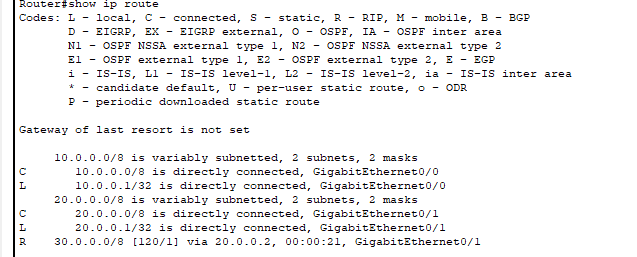 Router#show ip route
Codes: L - local, C - connected, S - static, R - RIP, M - mobile, B - BGP
       D - EIGRP, EX - EIGRP external, O - OSPF, IA - OSPF inter area
       N1 - OSPF NSSA external type 1, N2 - OSPF NSSA external type 2
       E1 - OSPF external type 1, E2 - OSPF external type 2, E - EGP
       i - IS-IS, L1 - IS-IS level-1, L2 - IS-IS level-2, ia - IS-IS inter area
       * - candidate default, U - per-user static route, o - ODR
       P - periodic downloaded static route

Gateway of last resort is not set

     10.0.0.0/8 is variably subnetted, 2 subnets, 2 masks
C       10.0.0.0/8 is directly connected, GigabitEthernet0/0
L       10.0.0.1/32 is directly connected, GigabitEthernet0/0
     20.0.0.0/8 is variably subnetted, 2 subnets, 2 masks
C       20.0.0.0/8 is directly connected, GigabitEthernet0/1
L       20.0.0.1/32 is directly connected, GigabitEthernet0/1
R    30.0.0.0/8 [120/1] via 20.0.0.2, 00:00:21, GigabitEthernet0/1